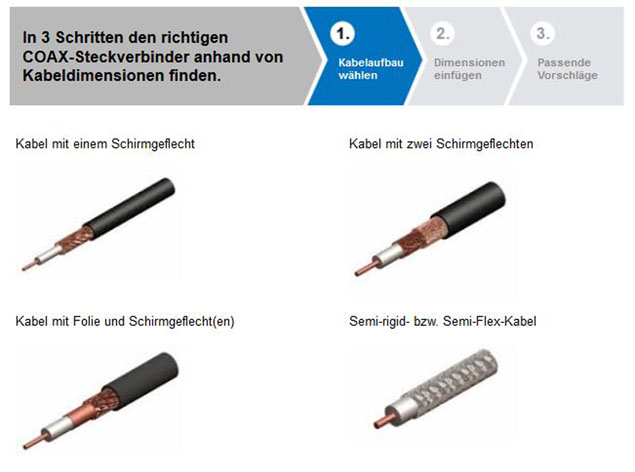 In 3 Schritten den richtigen
COAX-Steckverbinder anhand von
Kabeldimensionen finden.
1.
Kabelaufbau
wählen
2.
Dimensionen
einfügen
3.
Passende
Vorschläge
Kabel mit einem Schirmgeflecht
Kabel mit zwei Schirmgeflechten
Kabel mit Folie und Schirmgeflecht(en)
Semi-rigid- bzw. Semi-Flex-Kabel